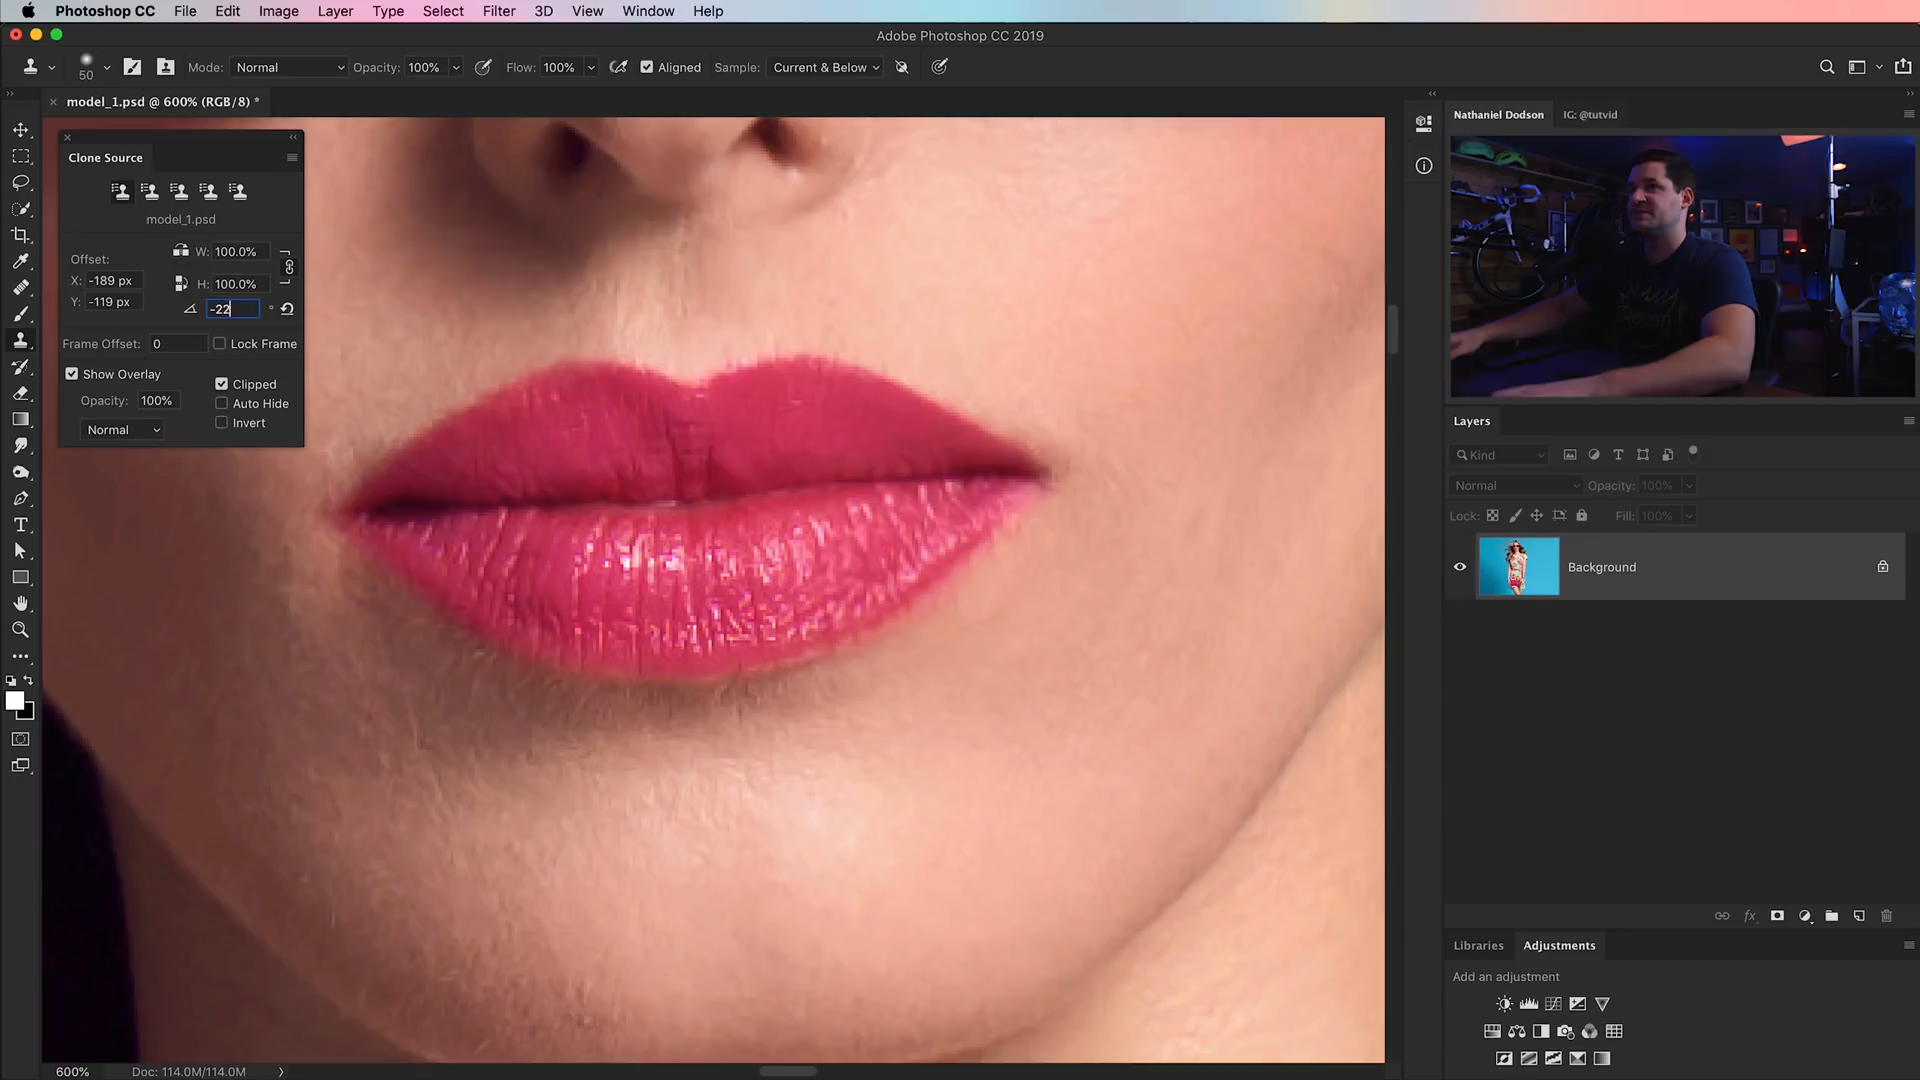 Photoshop CC File Edit Image Layer Type Select Filter 3D View Window Help
Adobe Photoshop CC 2019
50 Mode: Normal Opacity: 100% Flow: 100% Aligned Sample: Current & Below
model_1.psd @ 600% (RGB/8) *
Clone Source
model_1.psd
Offset:
W: 100.0%
X: -189 px
H: 100.0%
Y: -119 px
-22
°
Frame Offset: 0 Lock Frame
Show Overlay
Clipped
Opacity: 100%
Auto Hide
Invert
Normal
Nathaniel Dodson IG: @tutvid
Layers
Kind
Normal Opacity: 100%
Lock: Fill: 100%
Background
fx
Libraries Adjustments
Add an adjustment
600% Doc: 114.0M/114.0M